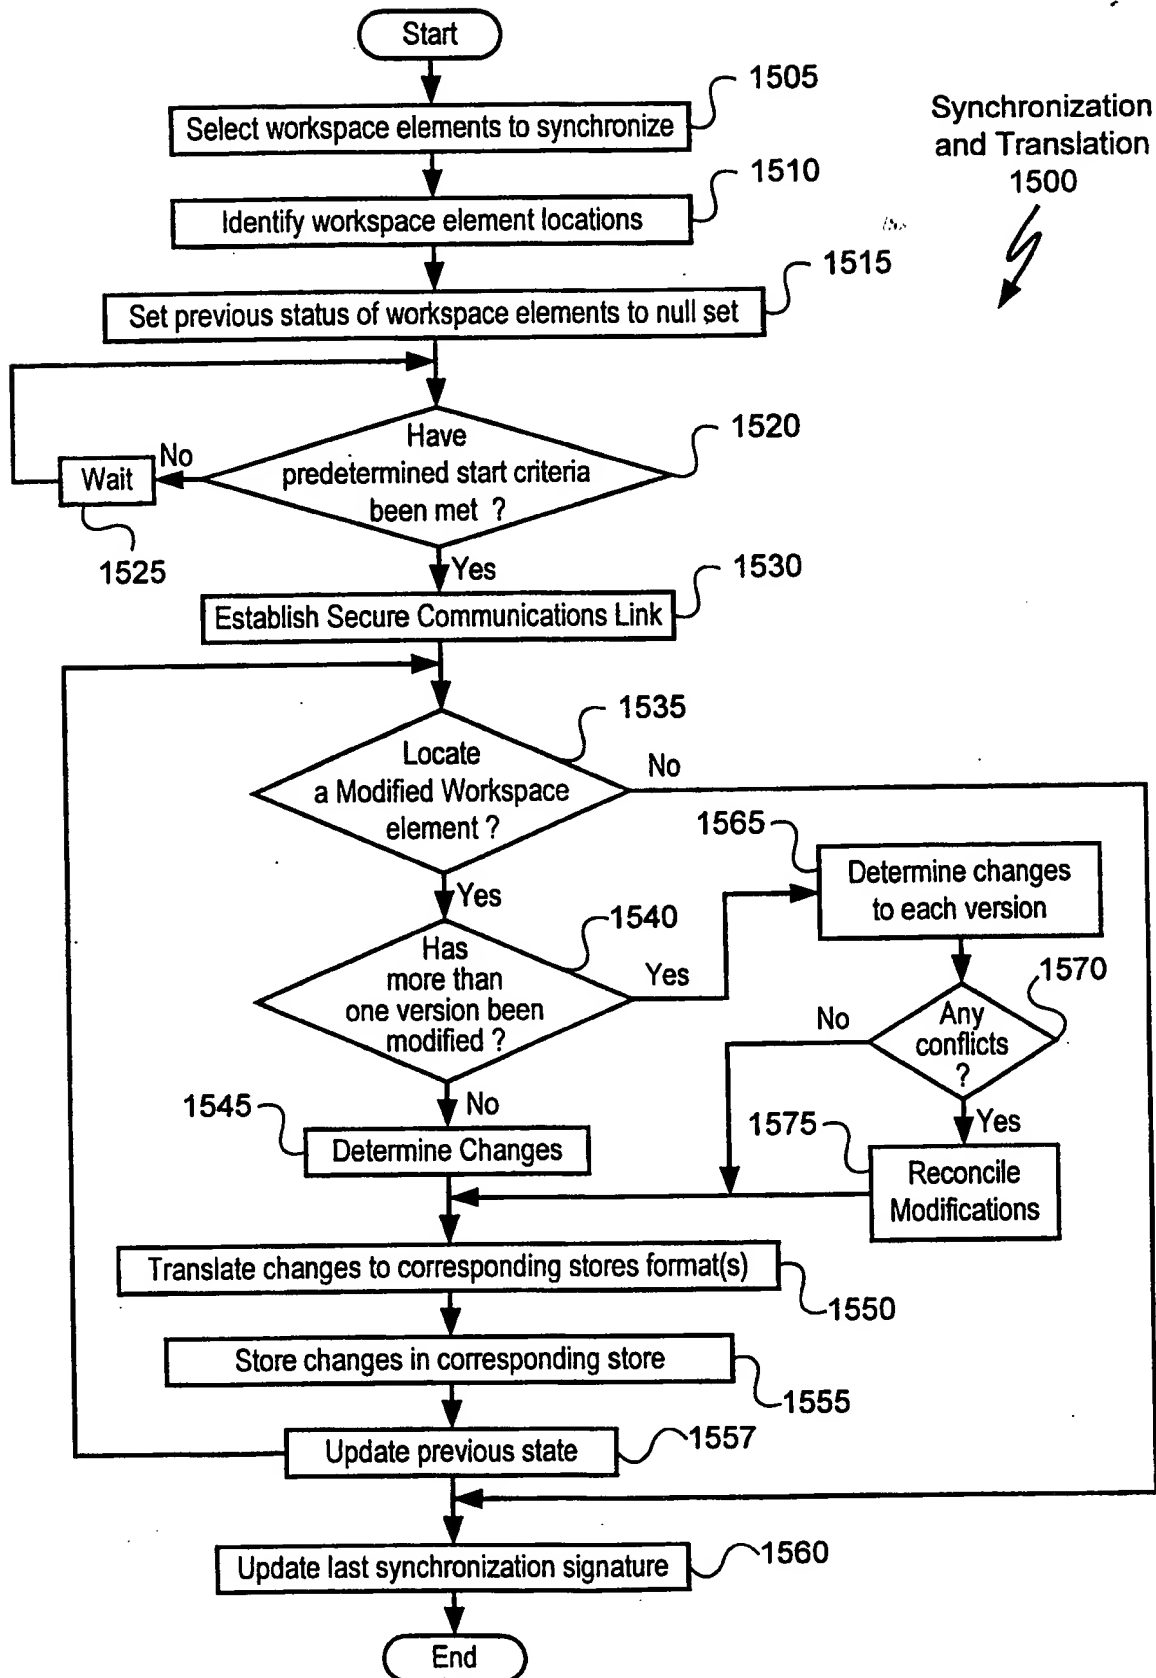 Start
1505
Select workspace elements to synchronize
Synchronization
and Translation
1500
1510
Identify workspace element locations
1515
Set previous status of workspace elements to null set
1520
Have
predetermined start criteria
been met ?
No
Wait
1525
Yes
1530
Establish Secure Communications Link
1535
Locate
a Modified Workspace
element ?
No
Yes
1565
Determine changes
to each version
1540
Has
more than
one version been
modified ?
Yes
1570
Any
conflicts
?
No
Yes
No
1545
Determine Changes
1575
Reconcile
Modifications
Translate changes to corresponding stores format(s)
1550
Store changes in corresponding store
1555
Update previous state
1557
Update last synchronization signature
1560
End